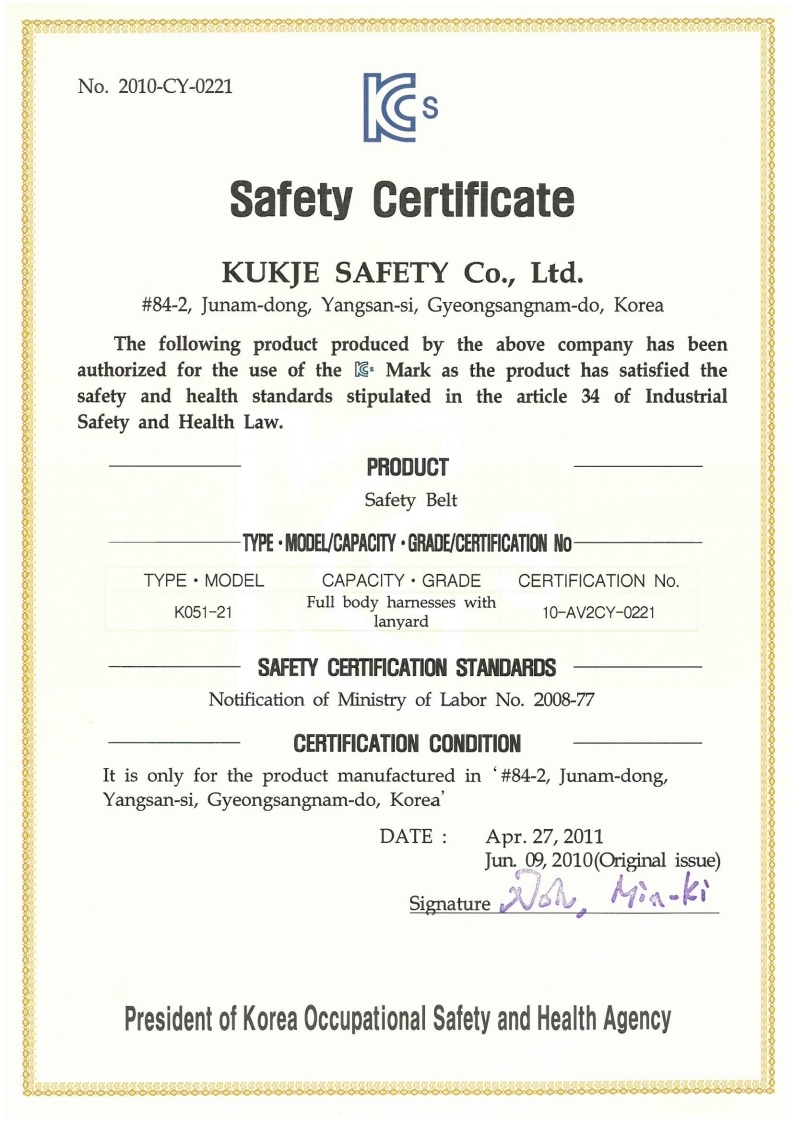 No. 2010-CY-0221
KCs
Safety Certificate
KUKJE SAFETY Co., Ltd.
#84-2, Junam-dong, Yangsan-si, Gyeongsangnam-do, Korea
The following product produced by the above company has been
authorized for the use of the KCs Mark as the product has satisfied the
safety and health standards stipulated in the article 34 of Industrial
Safety and Health Law.
PRODUCT
Safety Belt
TYPE・MODEL/CAPACITY・GRADE/CERTIFICATION No
TYPE・MODEL CAPACITY・GRADE CERTIFICATION No.
K051-21 Full body harnesses with lanyard 10-AV2CY-0221
SAFETY CERTIFICATION STANDARDS
Notification of Ministry of Labor No. 2008-77
CERTIFICATION CONDITION
It is only for the product manufactured in ‘#84-2, Junam-dong,
Yangsan-si, Gyeongsangnam-do, Korea’
DATE : Apr. 27, 2011
Jun. 09, 2010(Original issue)
Signature Noh, Min-ki
President of Korea Occupational Safety and Health Agency